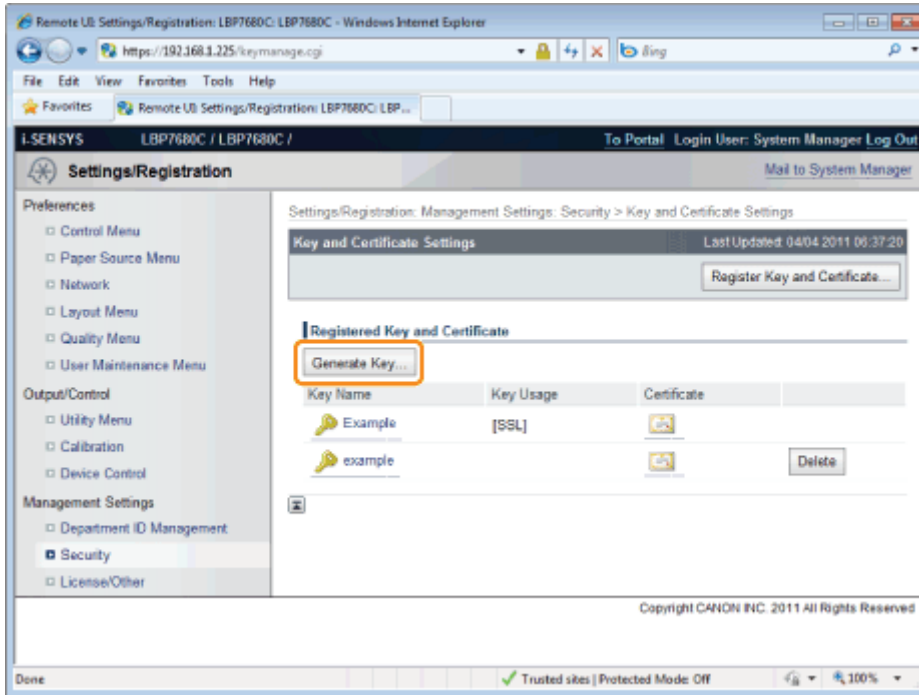 Remote UI: Settings/Registration: LBP7680C: LBP7680C - Windows Internet Explorer
https://192.168.1.225/keymanage.cgi
Bing
File Edit View Favorites Tools Help
Favorites Remote UI: Settings/Registration: LBP7680C: LBP...
i-SENSYS LBP7680C / LBP7680C / To Portal Login User: System Manager Log Out
Settings/Registration Mail to System Manager
Preferences
Control Menu
Paper Source Menu
Network
Layout Menu
Quality Menu
User Maintenance Menu
Output/Control
Utility Menu
Calibration
Device Control
Management Settings
Department ID Management
Security
License/Other
Settings/Registration: Management Settings: Security > Key and Certificate Settings
Key and Certificate Settings Last Updated: 04/04 2011 06:37:20
Register Key and Certificate...
Registered Key and Certificate
Generate Key...
Key Name Key Usage Certificate
Example [SSL]
example Delete
Copyright CANON INC. 2011 All Rights Reserved
Done Trusted sites | Protected Mode: Off 100%